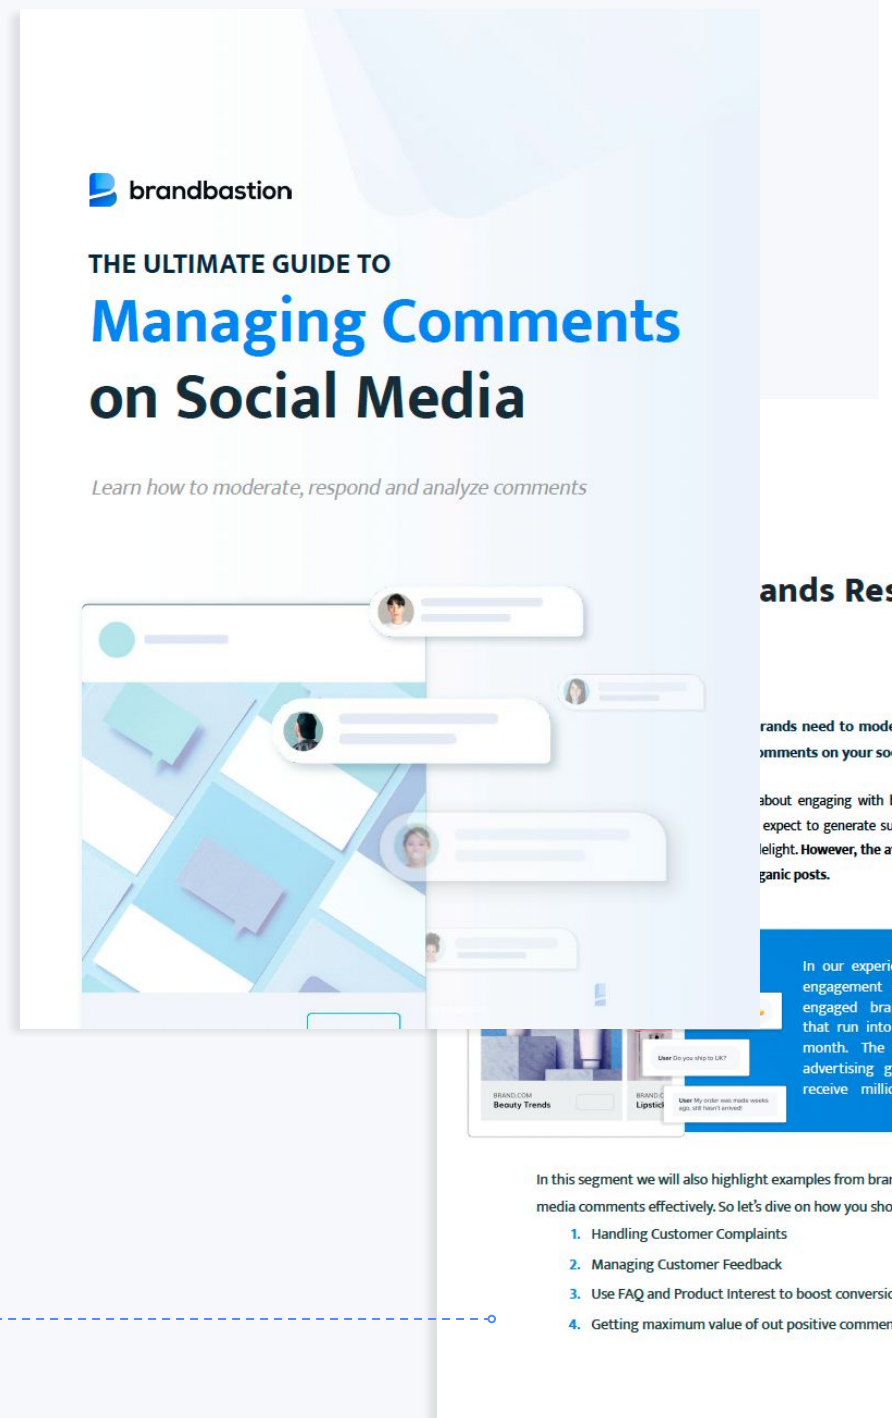 brandbastion
THE ULTIMATE GUIDE TO
Managing Comments
on Social Media
Learn how to moderate, respond and analyze comments
ands Res
rands need to mode
omments on your so
about engaging with
expect to generate su
delight. However, the a
ganic posts.
In our experi
engagement
engaged bra
that run into
month. The
advertising g
receive milli
User Do you ship to UK?
BRAND.COM
Beauty Trends
BRAND.C
Lipstick
User My order was made weeks
ago, still hasn't arrived!
In this segment we will also highlight examples from bran
media comments effectively. So let's dive on how you sho
1. Handling Customer Complaints
2. Managing Customer Feedback
3. Use FAQ and Product Interest to boost conversio
4. Getting maximum value of out positive commen